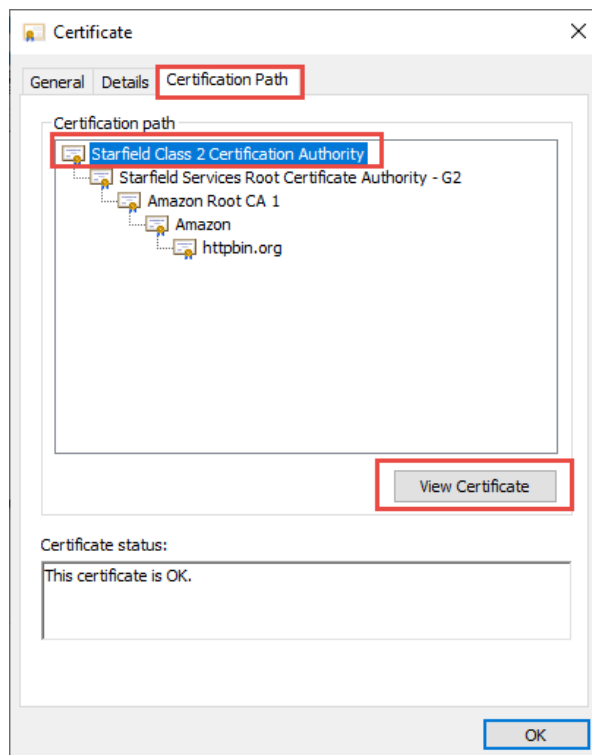 Certificate
General Details Certification Path
Certification path
Starfield Class 2 Certification Authority
Starfield Services Root Certificate Authority - G2
Amazon Root CA 1
Amazon
httpbin.org
View Certificate
Certificate status:
This certificate is OK.
OK